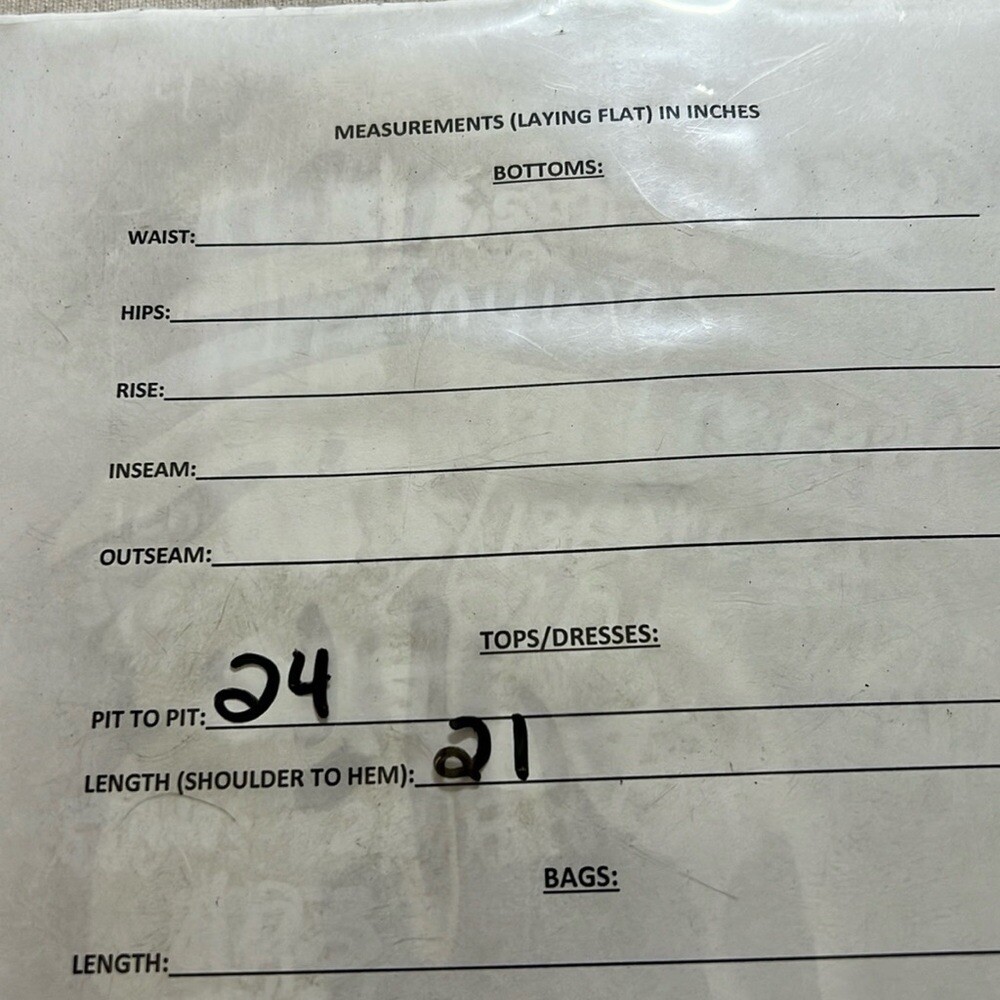 MEASUREMENTS (LAYING FLAT) IN INCHES
BOTTOMS:
WAIST:
HIPS:
RISE:
INSEAM:
OUTSEAM:
TOPS/DRESSES:
PIT TO PIT: 24
LENGTH (SHOULDER TO HEM): 21
BAGS:
LENGTH: